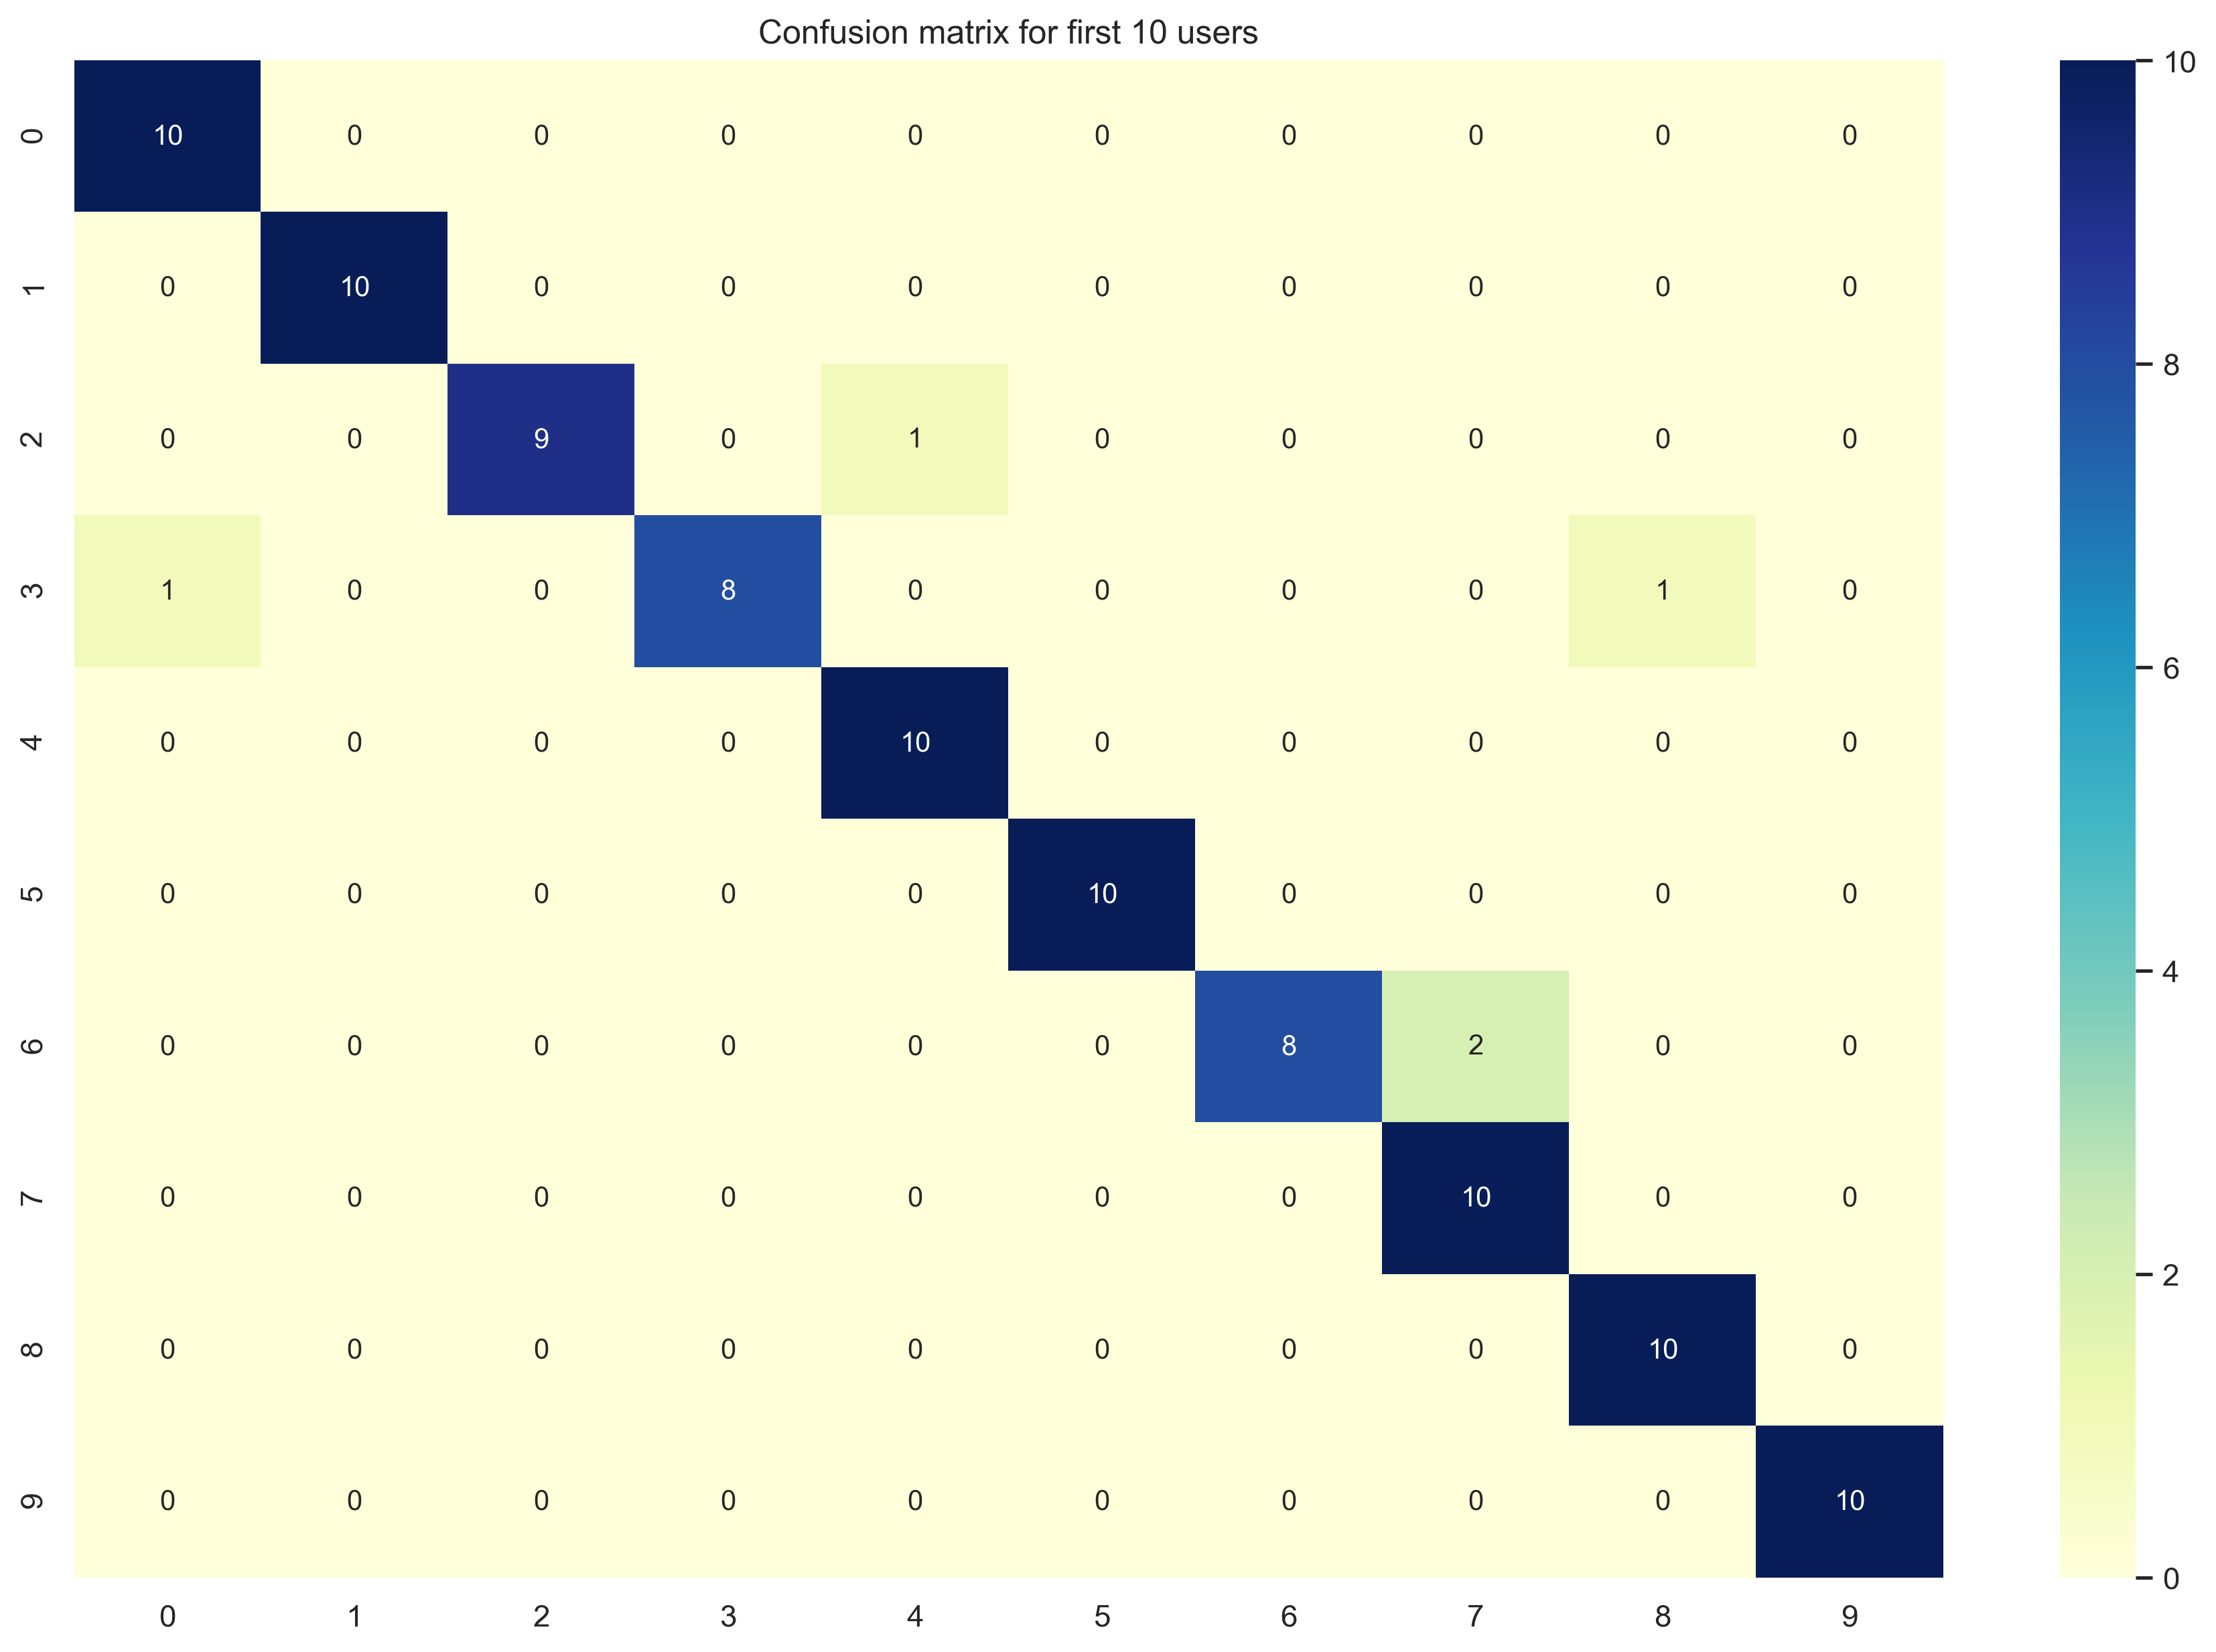 Confusion matrix for first 10 users
0 10 0 0 0 0 0 0 0 0 0
1 0 10 0 0 0 0 0 0 0 0
2 0 0 9 0 1 0 0 0 0 0
3 1 0 0 8 0 0 0 0 1 0
4 0 0 0 0 10 0 0 0 0 0
5 0 0 0 0 0 10 0 0 0 0
6 0 0 0 0 0 0 8 2 0 0
7 0 0 0 0 0 0 0 10 0 0
8 0 0 0 0 0 0 0 0 10 0
9 0 0 0 0 0 0 0 0 0 10
0 1 2 3 4 5 6 7 8 9
10
8
6
4
2
0